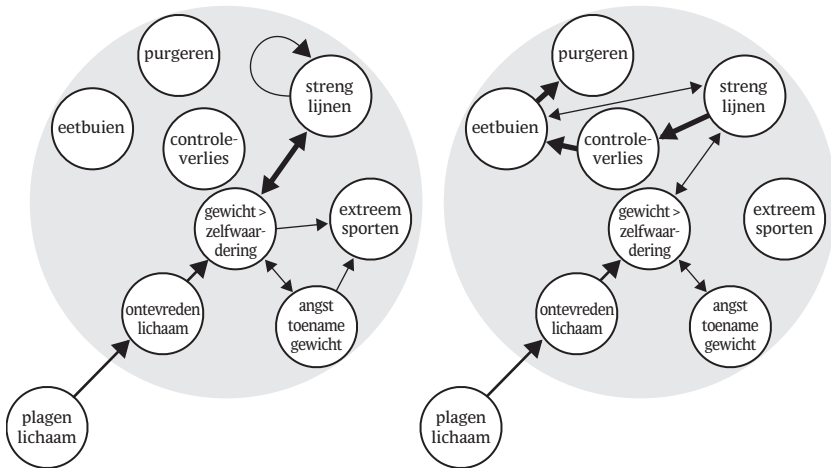 purgeren
streng
lijnen
eetbuien
controle-
verlies
gewicht >
zelfwaar-
dering
extreem
sporten
ontevreden
lichaam
angst
toename
gewicht
plagen
lichaam
purgeren
streng
lijnen
eetbuien
controle-
verlies
gewicht >
zelfwaar-
dering
extreem
sporten
ontevreden
lichaam
angst
toename
gewicht
plagen
lichaam